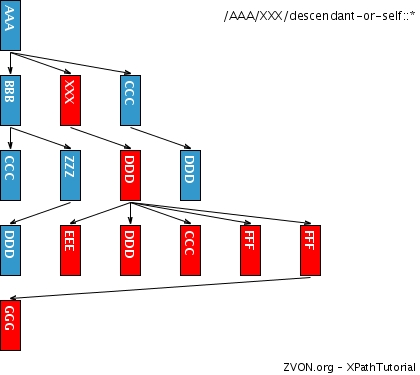 /AAA/XXX/descendant-or-self::*
AAA
BBB
XXX
CCC
CCC
ZZZ
DDD
DDD
DDD
EEE
DDD
CCC
FFF
FFF
GGG
ZVON.org - XPathTutorial